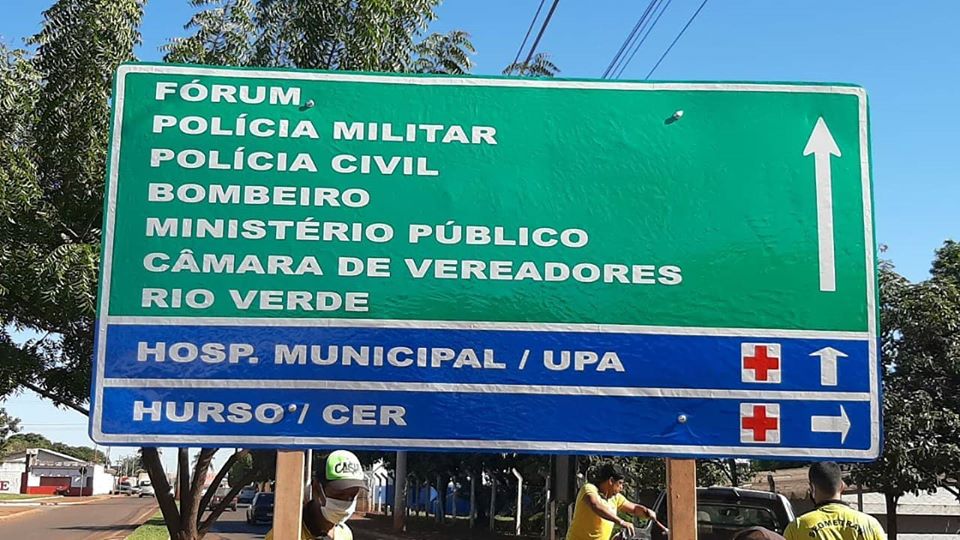 FÓRUM
POLÍCIA MILITAR
POLÍCIA CIVIL
BOMBEIRO
MINISTÉRIO PÚBLICO
CÂMARA DE VEREADORES
RIO VERDE
HOSP. MUNICIPAL / UPA
HURSO / CER